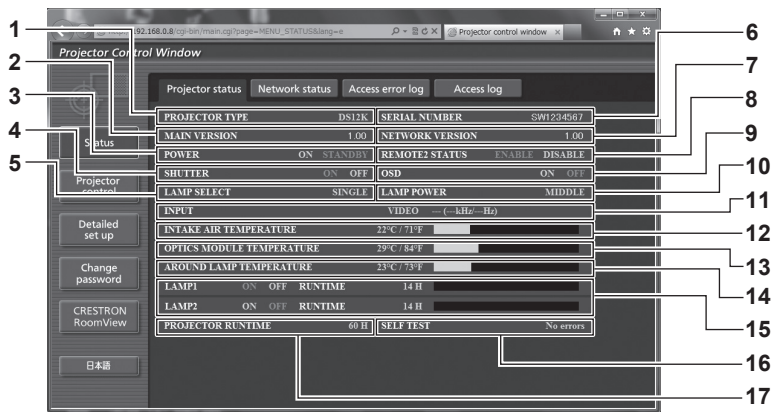 1
2
3
4
5
6
7
8
9
10
11
12
13
14
15
16
17
92.168.0.8/cgi-bin/main.cgi?page=MENU_STATUS&lang=e
Projector control window
Projector Control Window
Projector status Network status Access error log Access log
Status
Projector control
Detailed
set up
Change
password
CRESTRON
RoomView
日本語
PROJECTOR TYPE DS12K SERIAL NUMBER SW1234567
MAIN VERSION 1.00 NETWORK VERSION 1.00
POWER ON STANDBY REMOTE2 STATUS ENABLE DISABLE
SHUTTER ON OFF OSD ON OFF
LAMP SELECT SINGLE LAMP POWER MIDDLE
INPUT VIDEO --- (---kHz/---Hz)
INTAKE AIR TEMPERATURE 22°C / 71°F
OPTICS MODULE TEMPERATURE 29°C / 84°F
AROUND LAMP TEMPERATURE 23°C / 73°F
LAMP1 ON OFF RUNTIME 14 H
LAMP2 ON OFF RUNTIME 14 H
PROJECTOR RUNTIME 60 H SELF TEST No errors